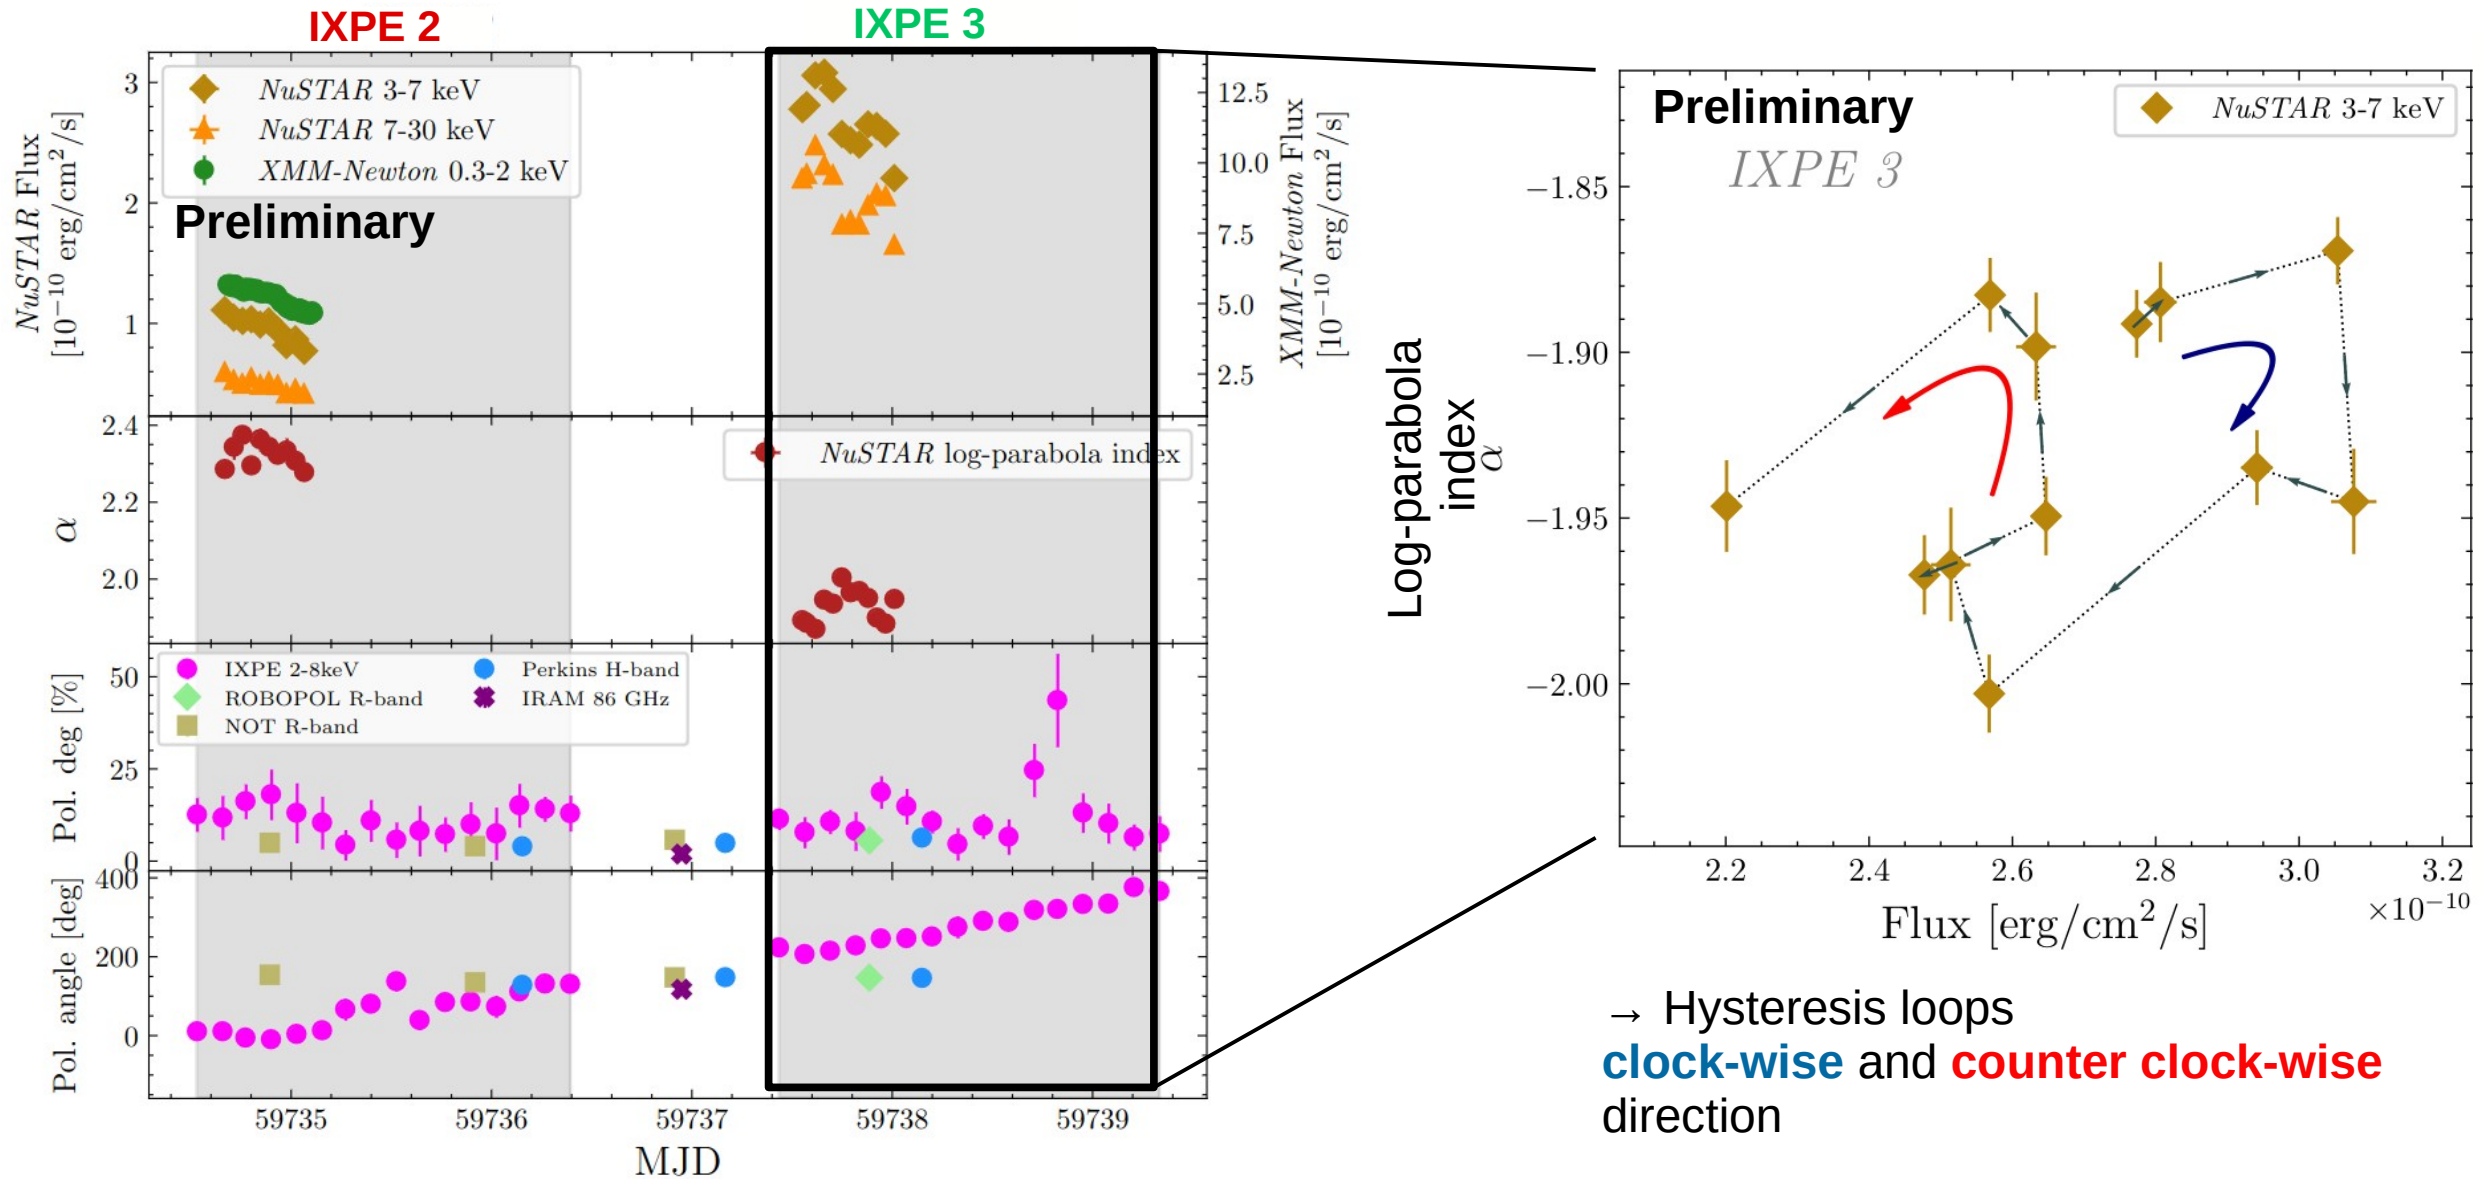 IXPE 2
IXPE 3
NuSTAR Flux
[10⁻¹⁰ erg/cm²/s]
3
2
1
NuSTAR 3-7 keV
NuSTAR 7-30 keV
XMM-Newton 0.3-2 keV
Preliminary
12.5
10.0
7.5
5.0
2.5
XMM-Newton Flux
[10⁻¹⁰ erg/cm²/s]
α
2.4
2.2
2.0
NuSTAR log-parabola index
Pol. deg [%]
50
25
0
IXPE 2-8keV
ROBOPOL R-band
NOT R-band
Perkins H-band
IRAM 86 GHz
Pol. angle [deg]
400
200
0
59735 59736 59737 59738 59739
MJD
Preliminary
IXPE 3
NuSTAR 3-7 keV
Log-parabola
index
α
−1.85
−1.90
−1.95
−2.00
2.2 2.4 2.6 2.8 3.0 3.2
×10⁻¹⁰
Flux [erg/cm²/s]
→ Hysteresis loops
clock-wise and counter clock-wise
direction